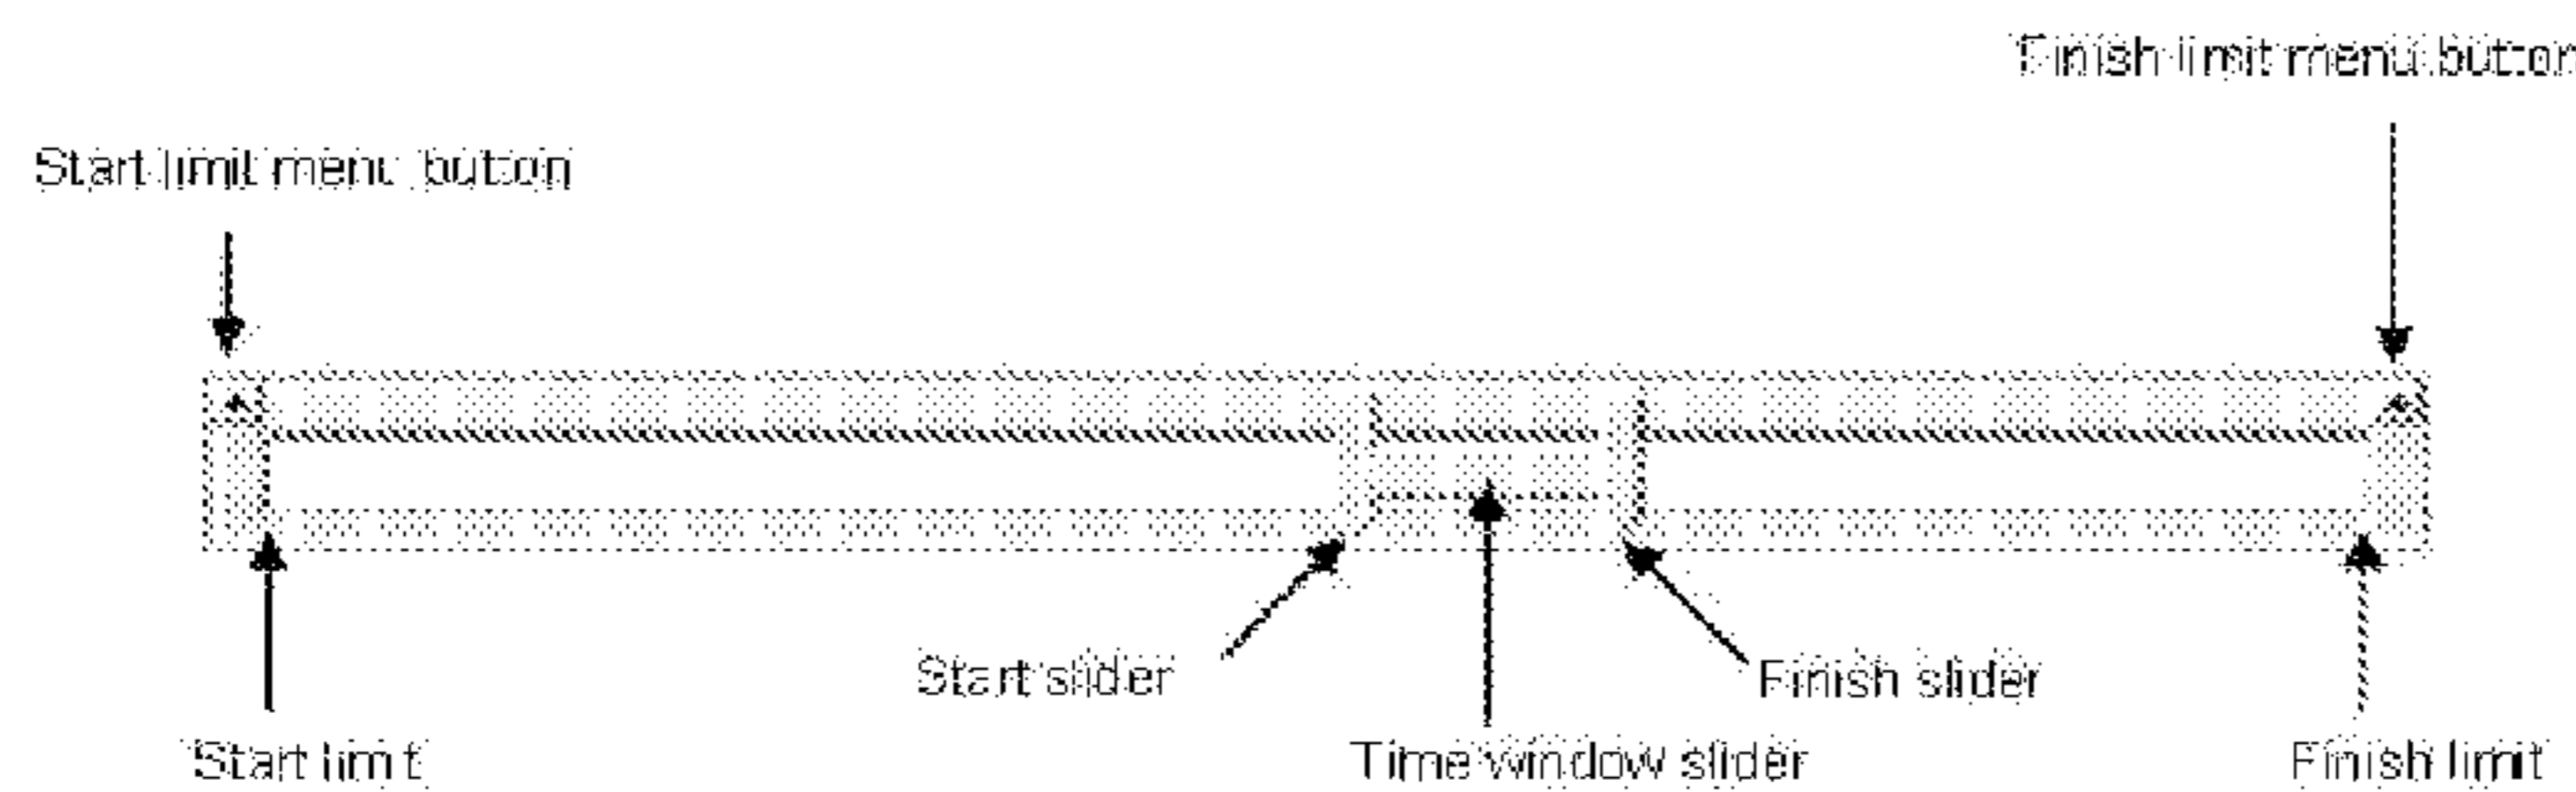 Finish limit menu button
Start limit menu button
Start slider
Finish slider
Start limit
Time window slider
Finish limit